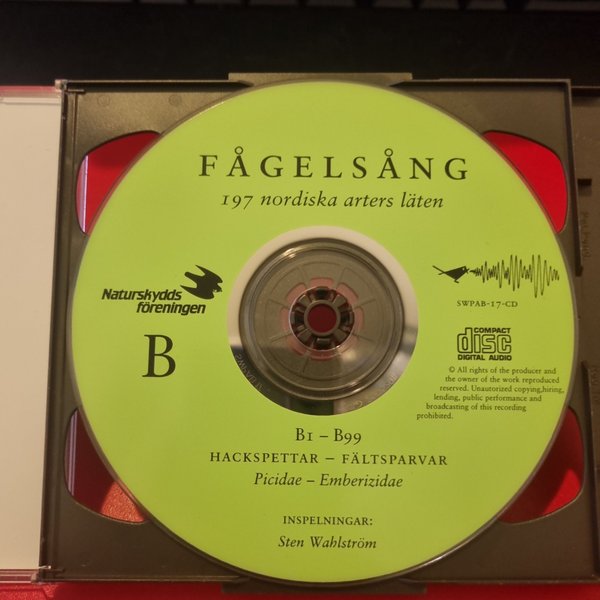 FÅGELSÅNG
197 nordiska arters läten
Naturskydds
föreningen
B
SWPAB-17-CD
COMPACT
disc
DIGITAL AUDIO
© All rights of the producer and
the owner of the work reproduced
reserved. Unauthorized copying,hiring,
lending, public performance and
broadcasting of this recording
prohibited.
B1 – B99
HACKSPETTAR – FÄLTSPARVAR
Picidae – Emberizidae
INSPELNINGAR:
Sten Wahlström